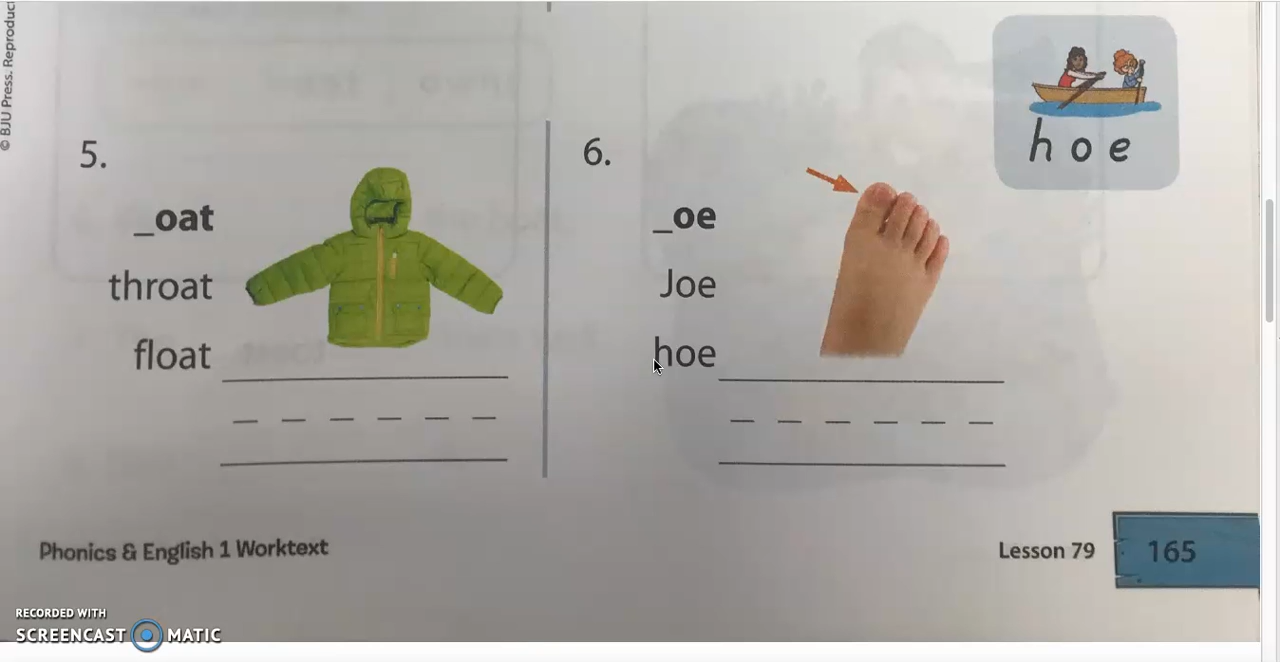 © BJU Press. Reproduc
hoe
5.
_oat
throat
float
6.
_oe
Joe
hoe
Phonics & English 1 Worktext
Lesson 79
165
RECORDED WITH
SCREENCAST MATIC